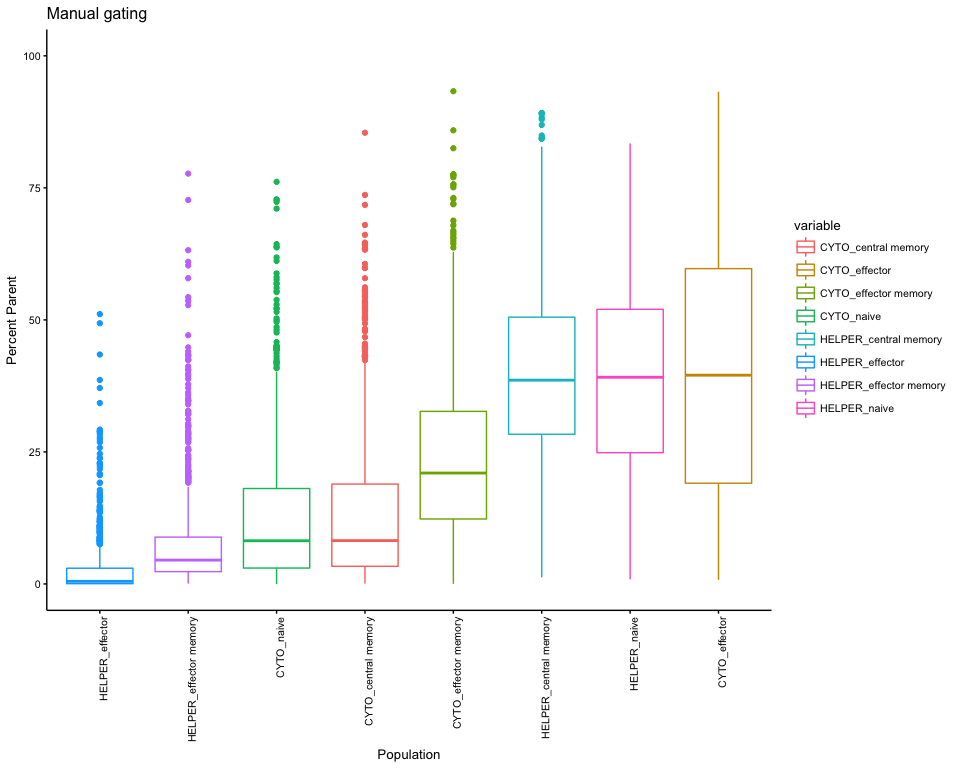 Manual gating
100
75
50
25
0
Percent Parent
HELPER_effector
HELPER_effector memory
CYTO_naive
CYTO_central memory
CYTO_effector memory
HELPER_central memory
HELPER_naive
CYTO_effector
Population
variable
CYTO_central memory
CYTO_effector
CYTO_effector memory
CYTO_naive
HELPER_central memory
HELPER_effector
HELPER_effector memory
HELPER_naive